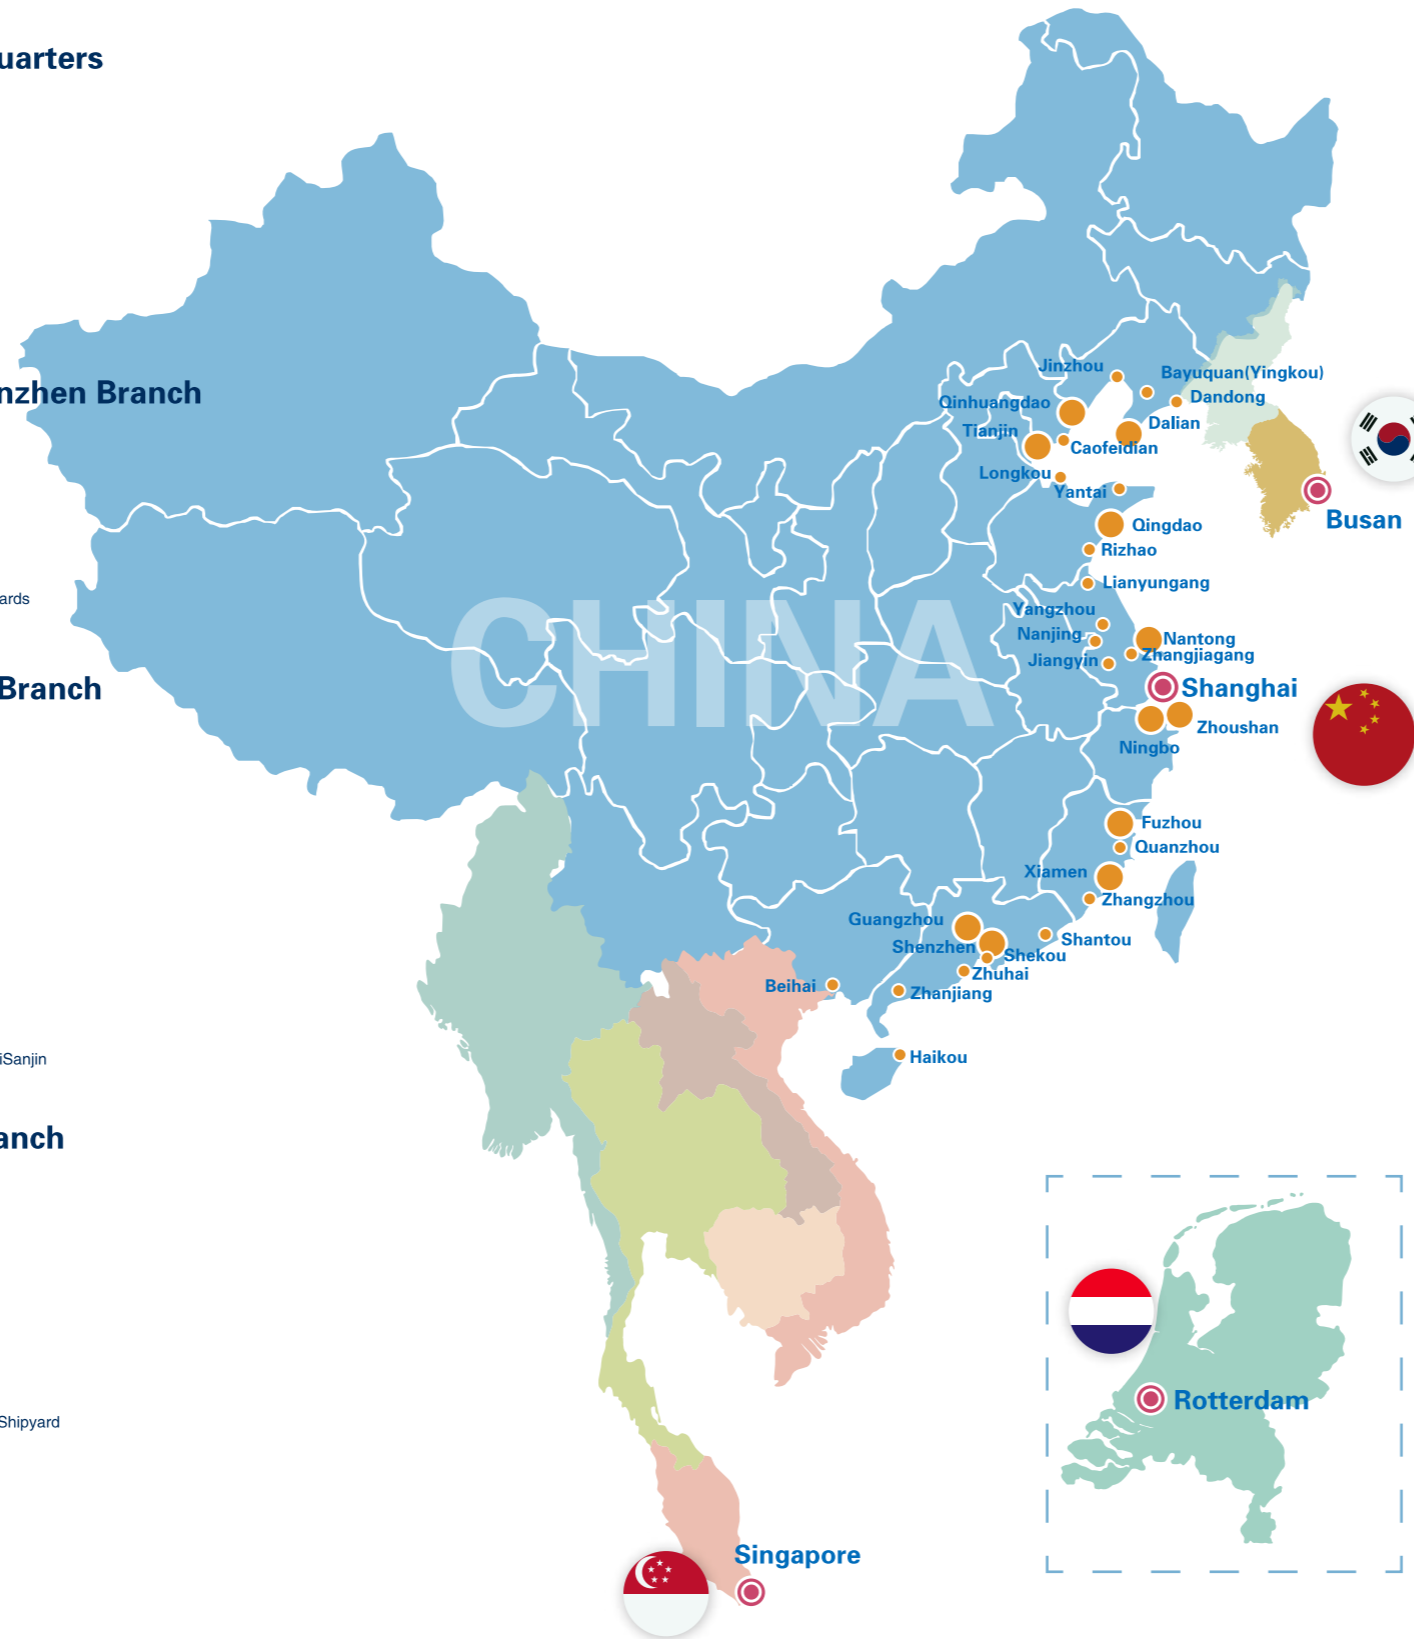 uarters
nzhen Branch
ards
Branch
iSanjin
anch
Shipyard
CHINA
Jinzhou
Bayuquan(Yingkou)
Qinhuangdao
Dandong
Tianjin
Dalian
Caofeidian
Longkou
Yantai
Qingdao
Busan
Rizhao
Lianyungang
Yangzhou
Nanjing
Nantong
Zhangjiagang
Jiangyin
Shanghai
Zhoushan
Ningbo
Fuzhou
Quanzhou
Xiamen
Zhangzhou
Guangzhou
Shantou
Shenzhen
Shekou
Zhuhai
Beihai
Zhanjiang
Haikou
Rotterdam
Singapore